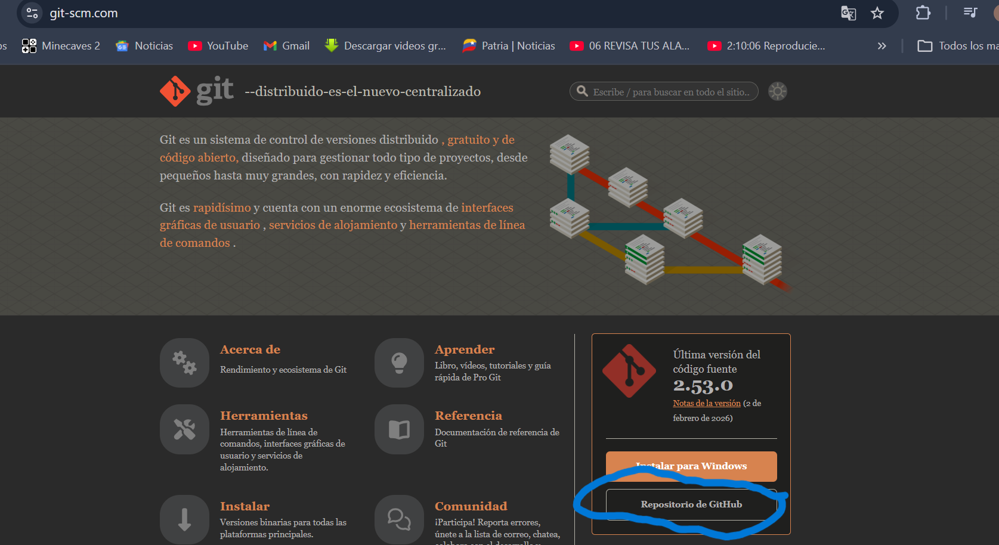 git-scm.com
os
Minecaves 2
Noticias
YouTube
Gmail
Descargar videos gr...
Patria | Noticias
06 REVISA TUS ALA...
2:10:06 Reproducie...
»
Todos los ma
git
--distribuido-es-el-nuevo-centralizado
Escribe / para buscar en todo el sitio..
Git es un sistema de control de versiones distribuido , gratuito y de
código abierto, diseñado para gestionar todo tipo de proyectos, desde
pequeños hasta muy grandes, con rapidez y eficiencia.
Git es rapidísimo y cuenta con un enorme ecosistema de interfaces
gráficas de usuario , servicios de alojamiento y herramientas de línea
de comandos .
Acerca de
Rendimiento y ecosistema de Git
Aprender
Libro, vídeos, tutoriales y guía
rápida de Pro Git
Herramientas
Herramientas de línea de
comandos, interfaces gráficas de
usuario y servicios de
alojamiento.
Referencia
Documentación de referencia de
Git
Instalar
Versiones binarias para todas las
plataformas principales.
Comunidad
¡Participa! Reporta errores,
únete a la lista de correo, chatea,
colabora con el desarrollo y
Última versión del
código fuente
2.53.0
Notas de la versión (2 de
febrero de 2026)
Instalar para Windows
Repositorio de GitHub